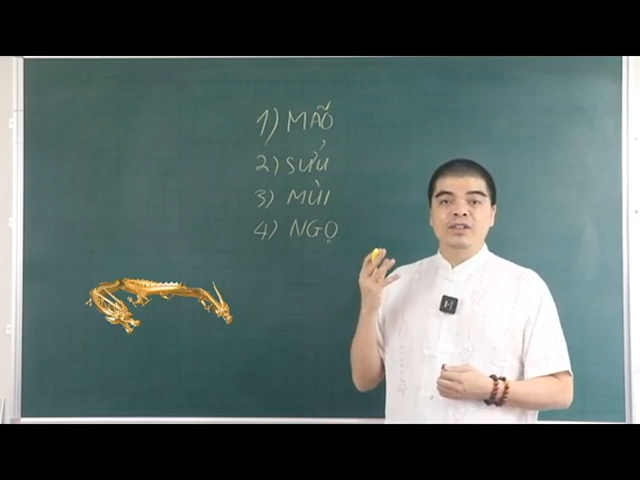 1) MÃO
2) SỬU
3) MÙI
4) NGỌ